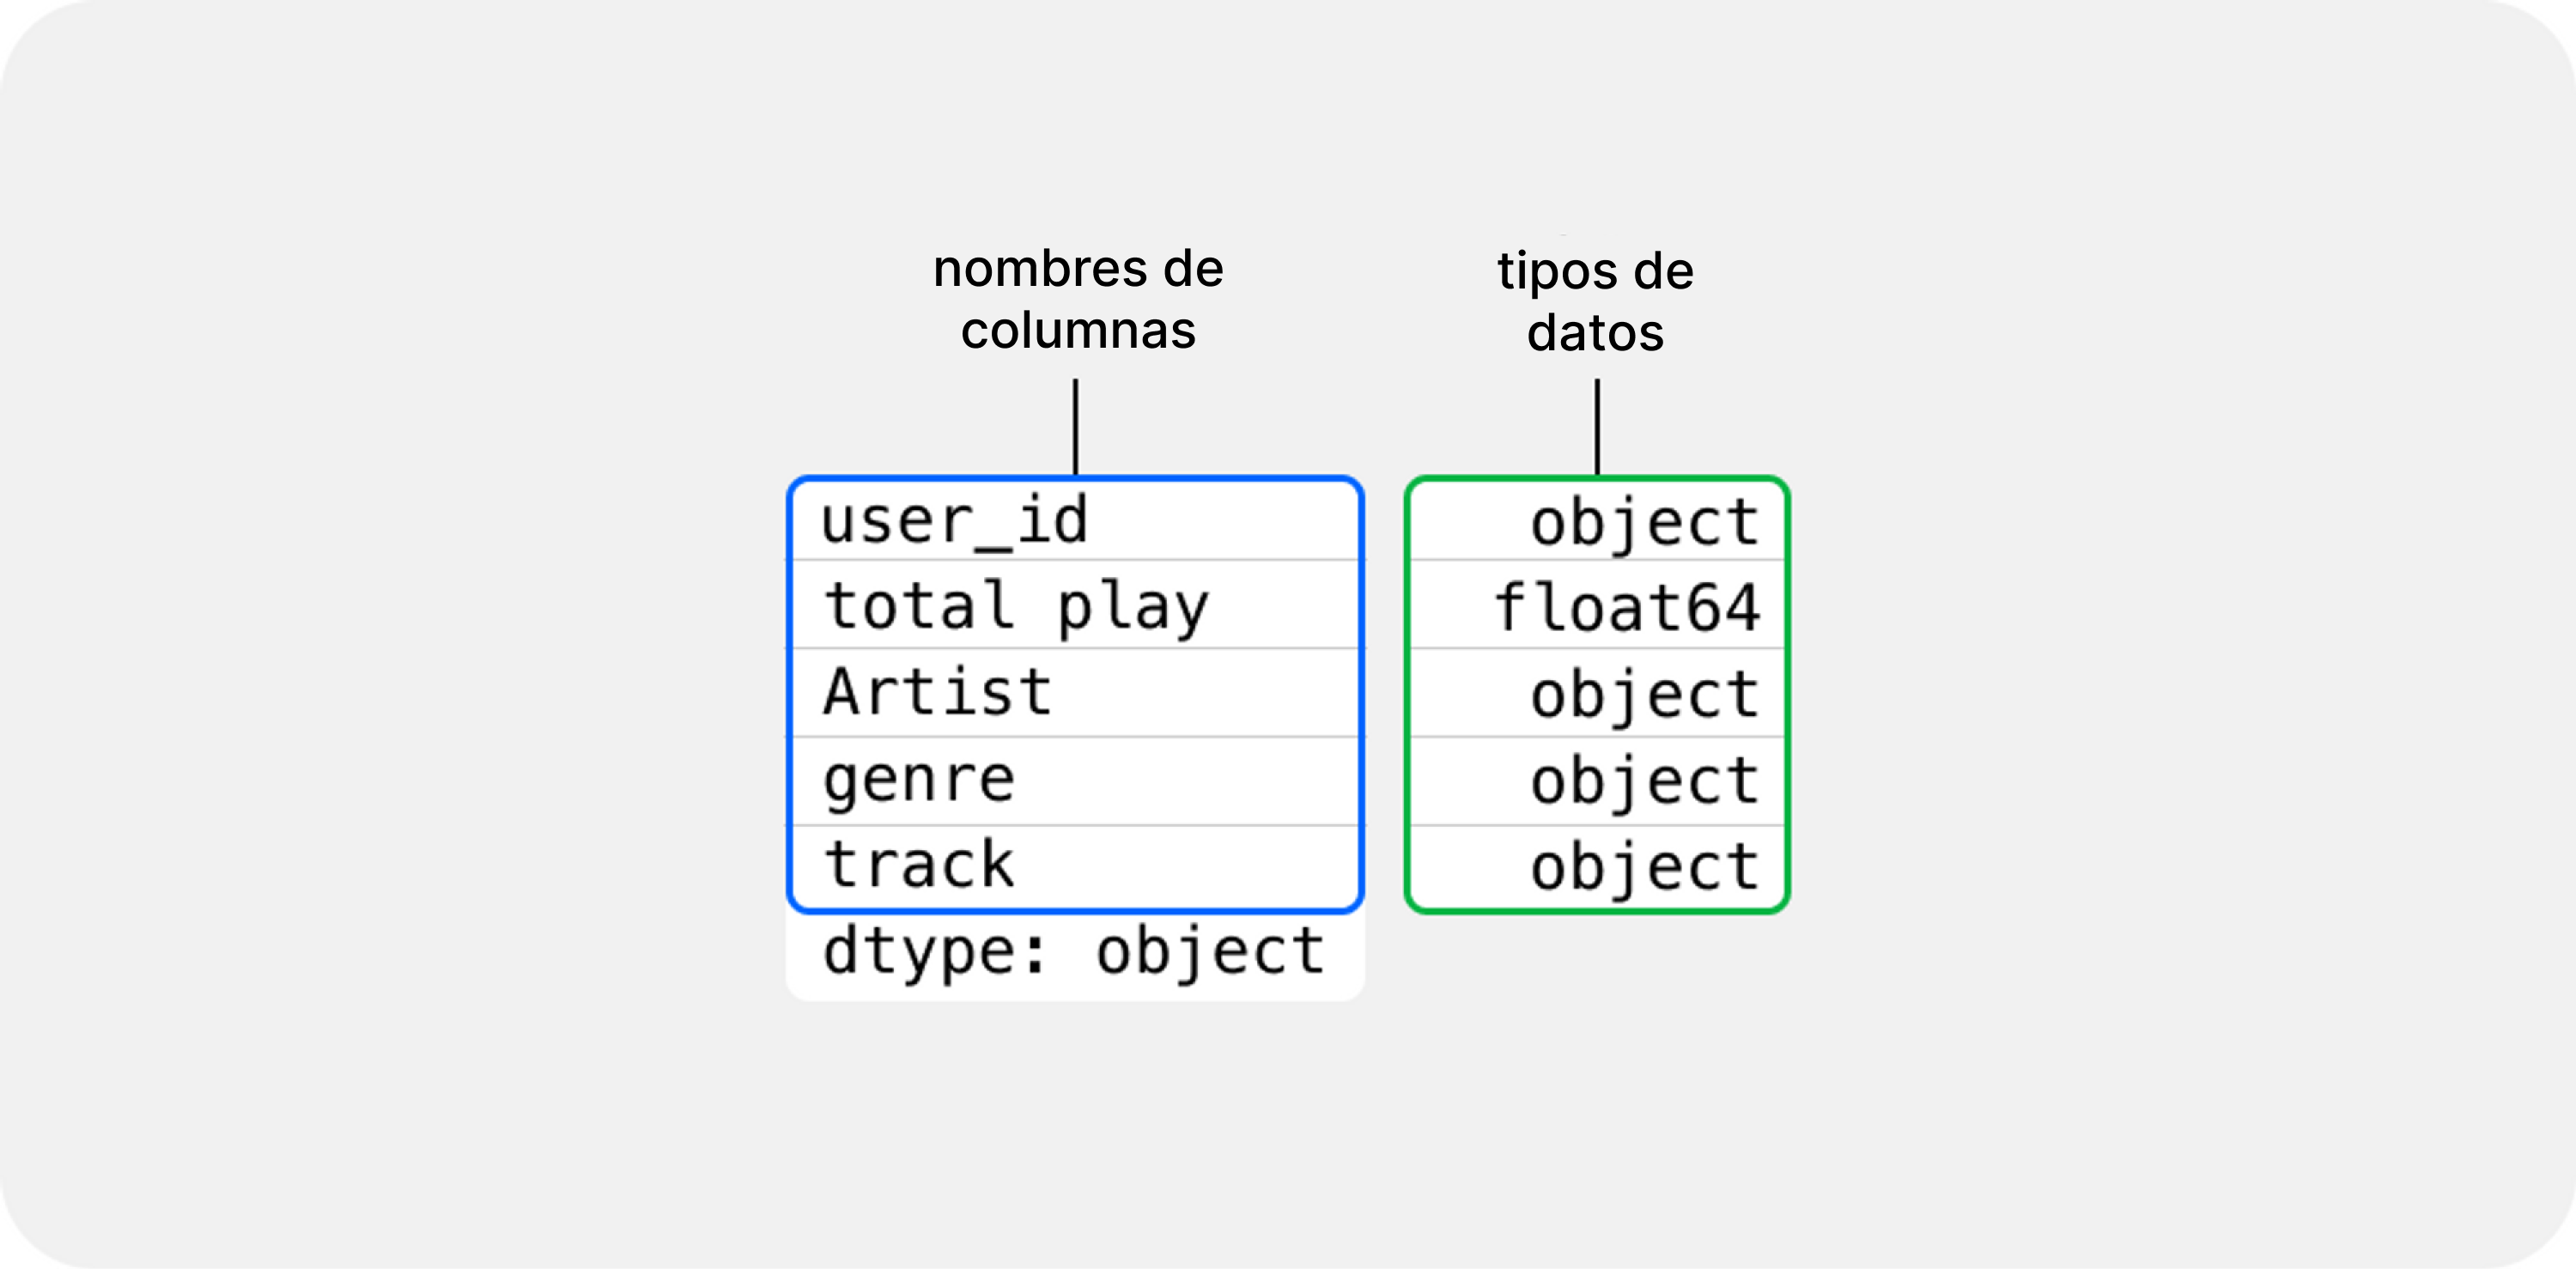 nombres de
columnas
tipos de
datos
user_id object
total play float64
Artist object
genre object
track object
dtype: object